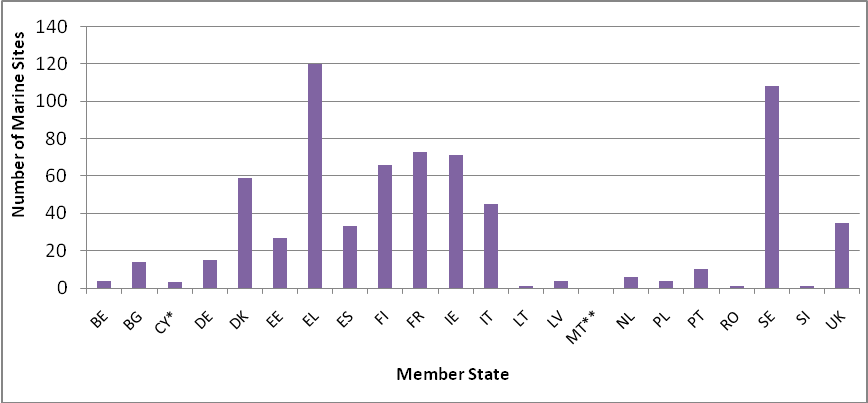 140
120
100
80
60
40
20
0
Number of Marine Sites
BE BG CY* DE DK EE EL ES FI FR IE IT LT LV MT** NL PL PT RO SE SI UK
Member State